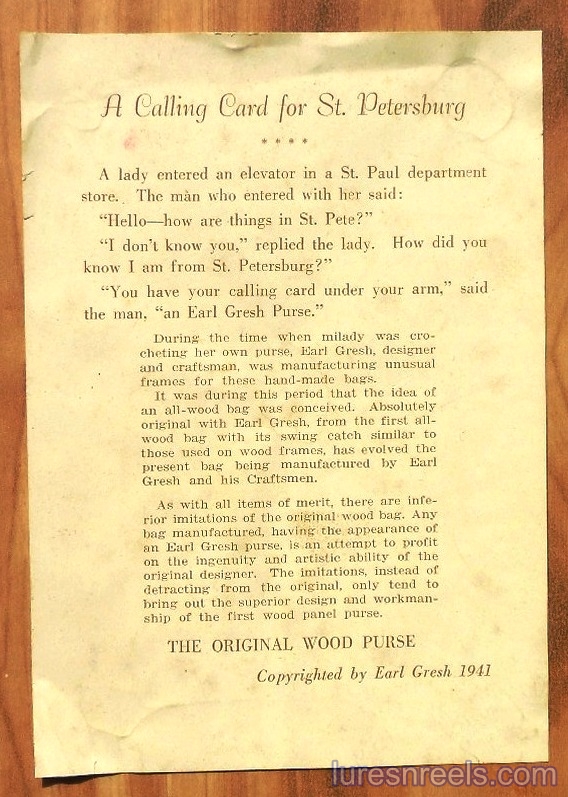 A Calling Card for St. Petersburg
* * * *
A lady entered an elevator in a St. Paul department
store. The man who entered with her said:
"Hello—how are things in St. Pete?"
"I don't know you," replied the lady. How did you
know I am from St. Petersburg?"
"You have your calling card under your arm," said
the man, "an Earl Gresh Purse."
During the time when milady was cro-
cheting her own purse, Earl Gresh, designer
and craftsman, was manufacturing unusual
frames for these hand-made bags.
It was during this period that the idea of
an all-wood bag was conceived. Absolutely
original with Earl Gresh, from the first all-
wood bag with its swing catch similar to
those used on wood frames, has evolved the
present bag being manufactured by Earl
Gresh and his Craftsmen.
As with all items of merit, there are infe-
rior imitations of the original wood bag. Any
bag manufactured, having the appearance of
an Earl Gresh purse, is an attempt to profit
on the ingenuity and artistic ability of the
original designer. The imitations, instead of
detracting from the original, only tend to
bring out the superior design and workman-
ship of the first wood panel purse.
THE ORIGINAL WOOD PURSE
Copyrighted by Earl Gresh 1941
luresnreels.com